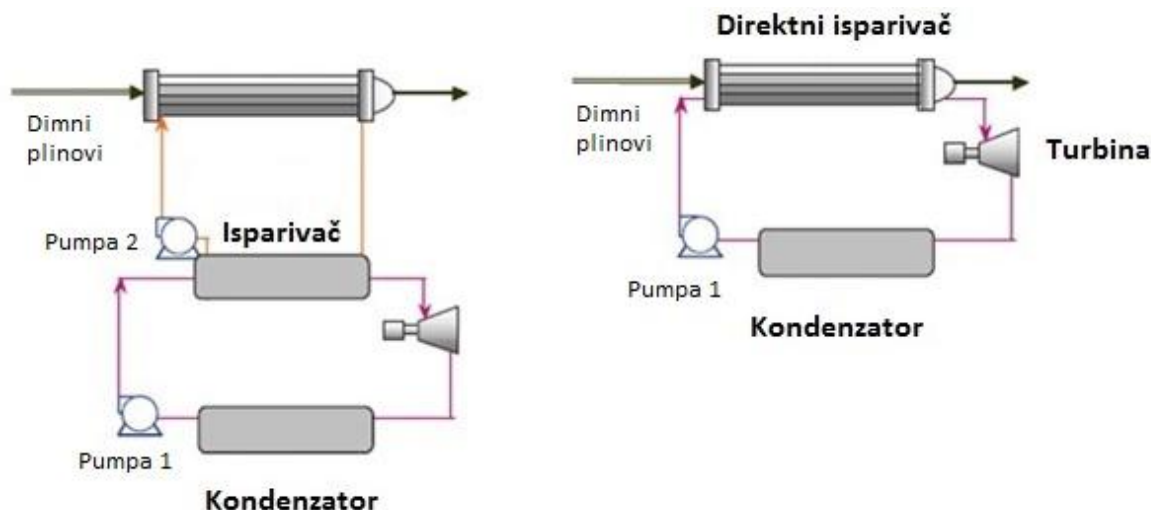 Dimni
plinovi
Pumpa 2
Isparivač
Pumpa 1
Kondenzator
Direktni isparivač
Dimni
plinovi
Turbina
Pumpa 1
Kondenzator